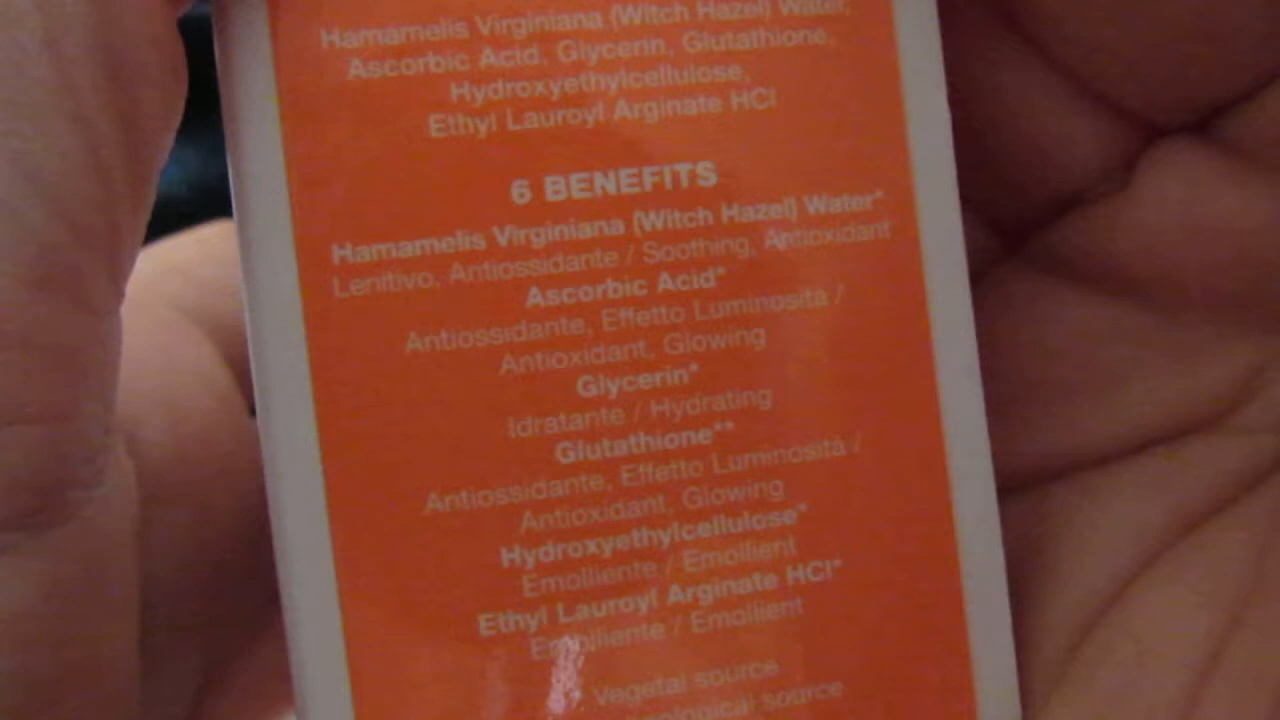 Hamamelis Virginiana (Witch Hazel) Water,
Ascorbic Acid, Glycerin, Glutathione,
Hydroxyethylcellulose,
Ethyl Lauroyl Arginate HCl
6 BENEFITS
Hamamelis Virginiana (Witch Hazel) Water*
Lenitivo, Antiossidante / Soothing, Antioxidant
Ascorbic Acid*
Antiossidante, Effetto Luminosità /
Antioxidant, Glowing
Glycerin*
Idratante / Hydrating
Glutathione**
Antiossidante, Effetto Luminosità /
Antioxidant, Glowing
Hydroxyethylcellulose*
Emolliente / Emollient
Ethyl Lauroyl Arginate HCl*
Emolliente / Emollient
Vegetal source
source